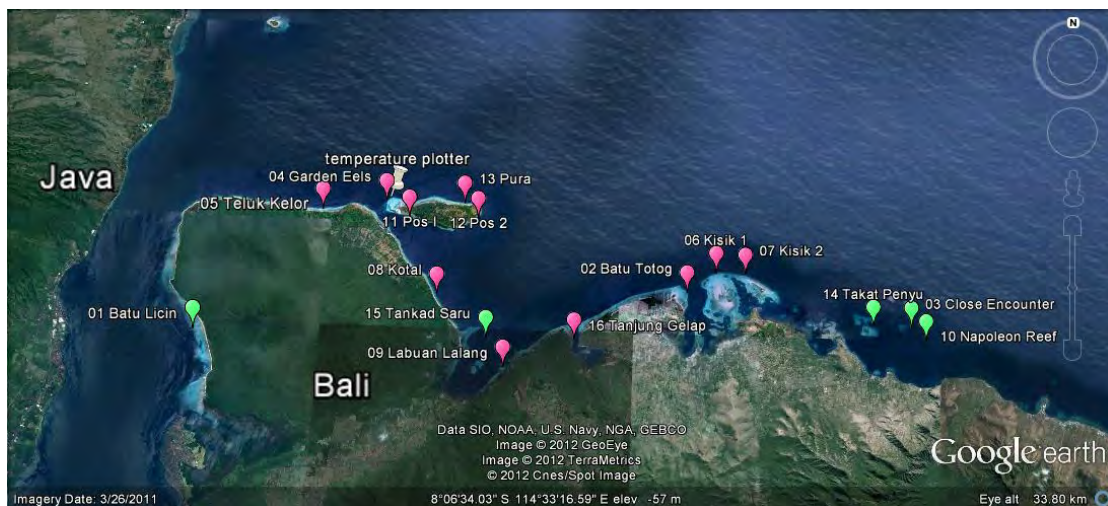 N
Java
temperature plotter
04 Garden Eels
13 Pura
05 Teluk Kelor
11 Pos I
12 Pos 2
06 Kisik 1
07 Kisik 2
08 Kotal
02 Batu Totog
14 Takat Penyu
03 Close Encounter
01 Batu Licin
15 Tankad Saru
16 Tanjung Gelap
10 Napoleon Reef
09 Labuan Lalang
Bali
Data SIO, NOAA, U.S. Navy, NGA, GEBCO
Image © 2012 GeoEye
Image © 2012 TerraMetrics
© 2012 Cnes/Spot Image
Google earth
Imagery Date: 3/26/2011
8°06'34.03" S 114°33'16.59" E elev -57 m
Eye alt 33.80 km